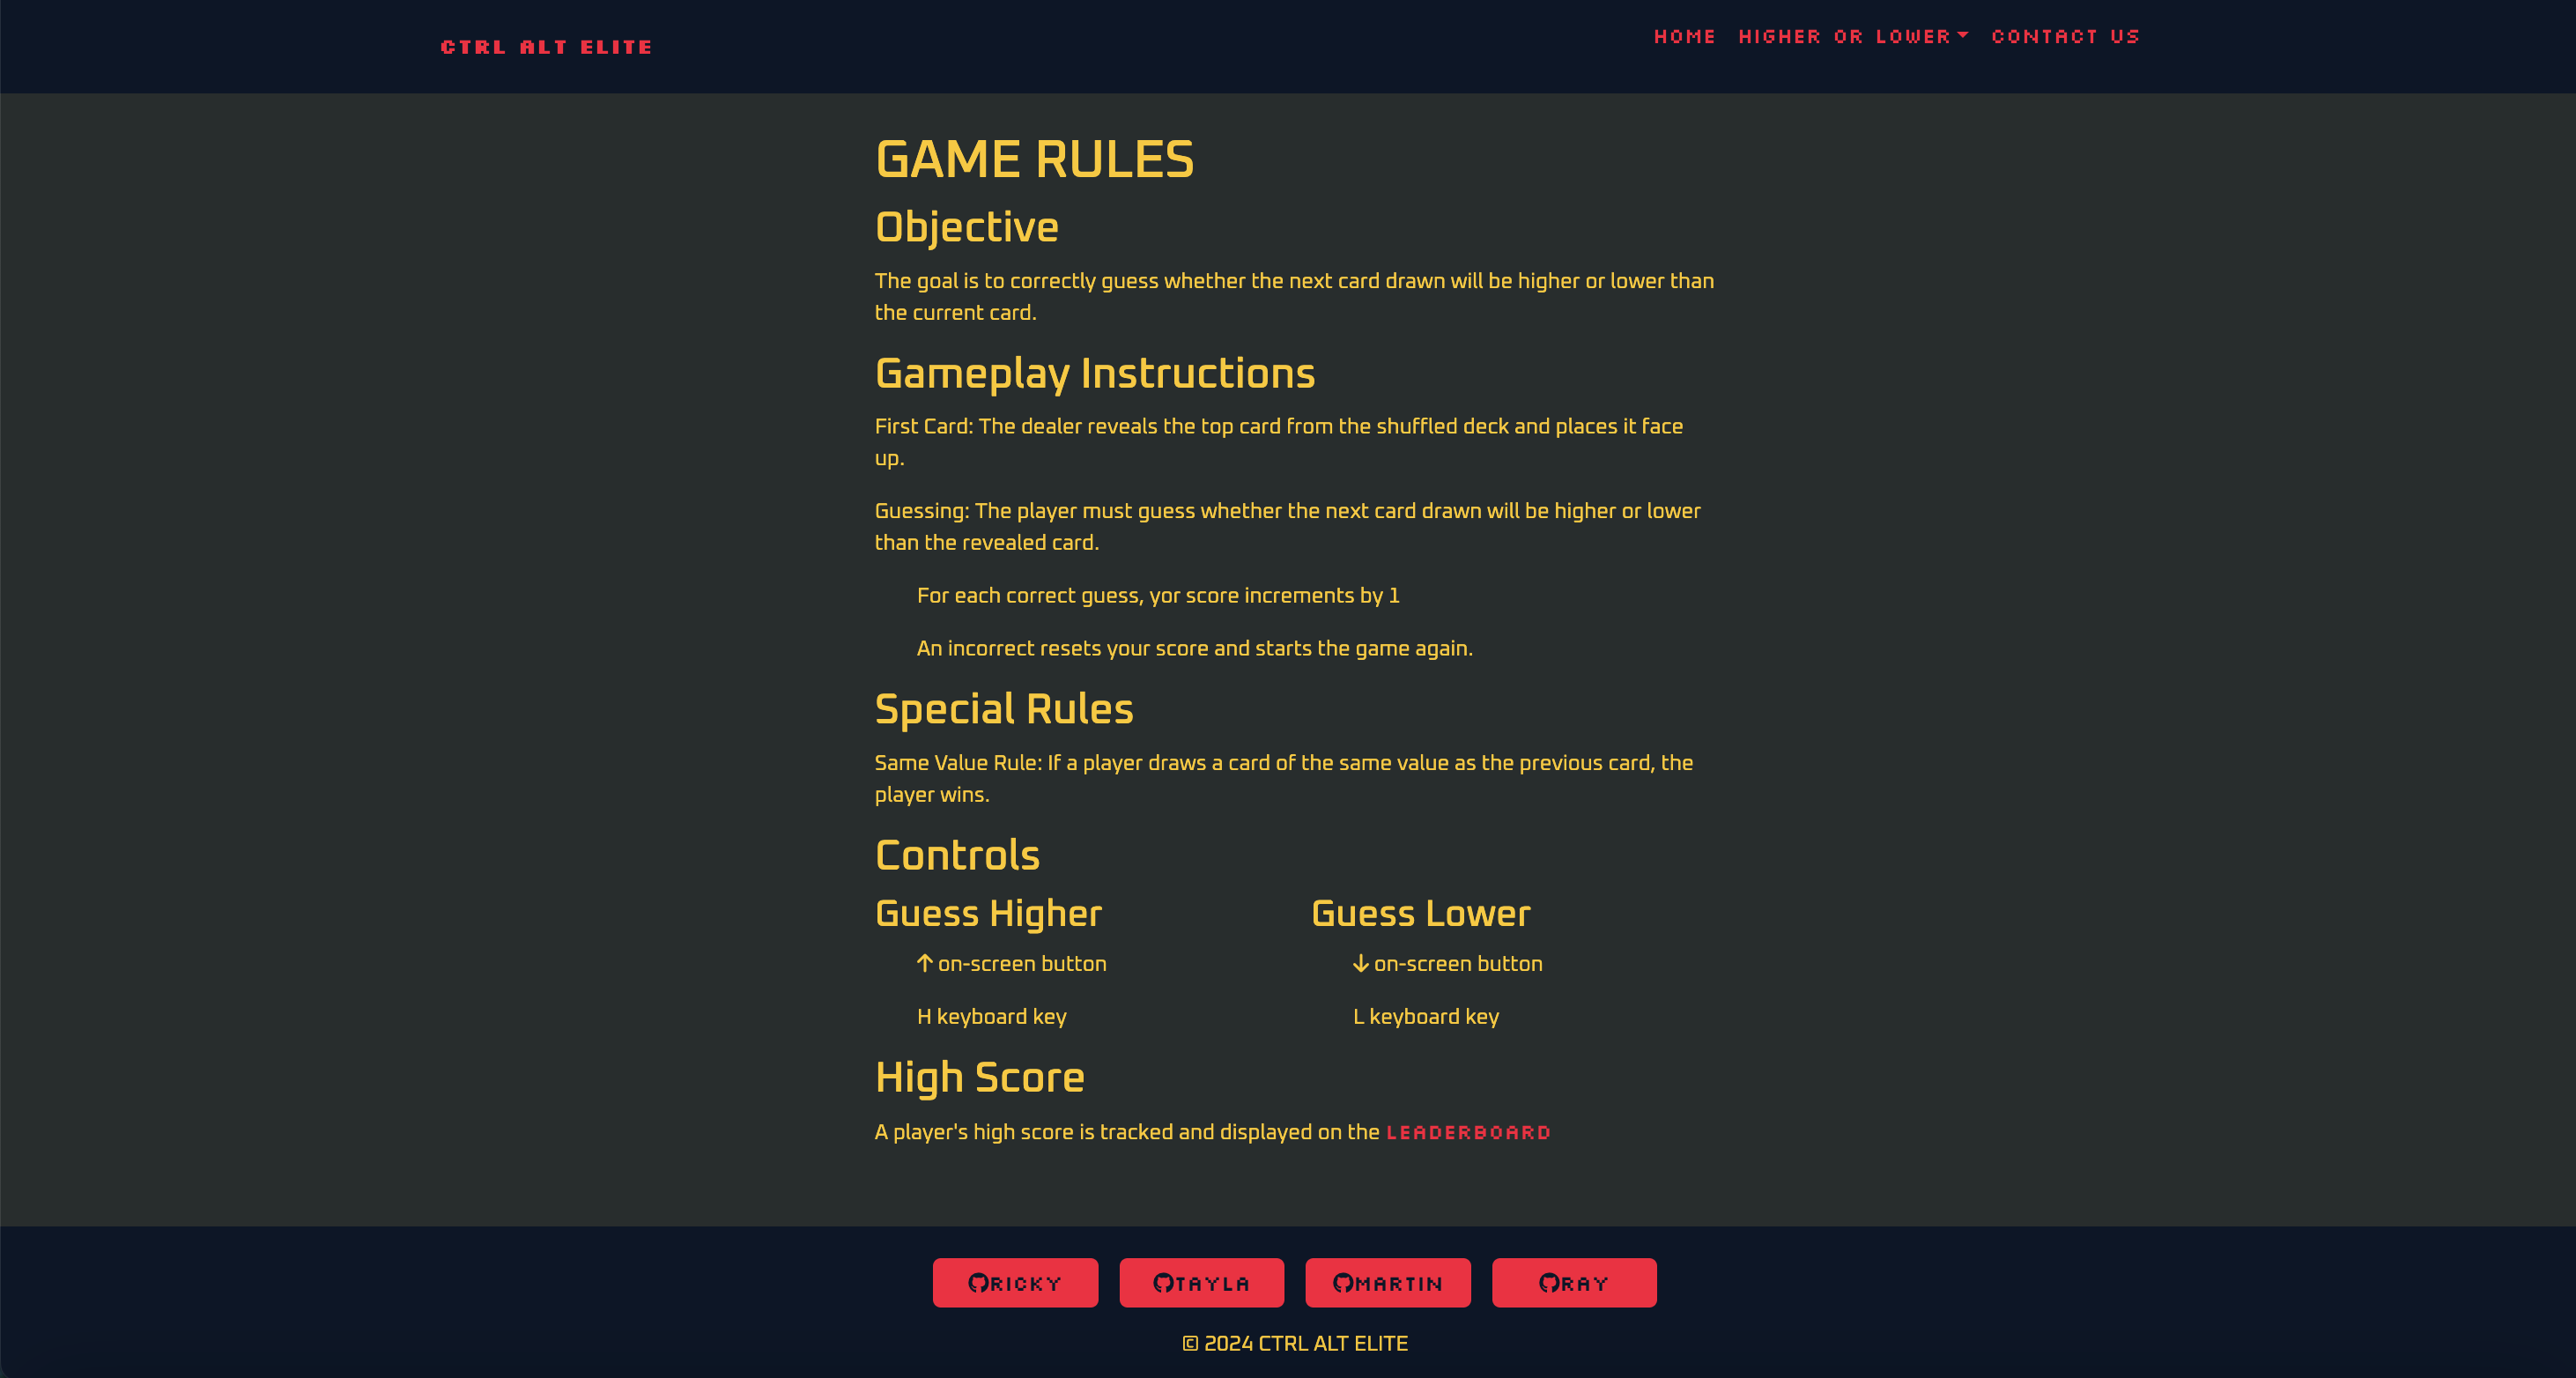 CTRL ALT ELITE
HOME HIGHER OR LOWER CONTACT US
GAME RULES
Objective
The goal is to correctly guess whether the next card drawn will be higher or lower than
the current card.
Gameplay Instructions
First Card: The dealer reveals the top card from the shuffled deck and places it face
up.
Guessing: The player must guess whether the next card drawn will be higher or lower
than the revealed card.
For each correct guess, yor score increments by 1
An incorrect resets your score and starts the game again.
Special Rules
Same Value Rule: If a player draws a card of the same value as the previous card, the
player wins.
Controls
Guess Higher
↑ on-screen button
H keyboard key
Guess Lower
↓ on-screen button
L keyboard key
High Score
A player's high score is tracked and displayed on the LEADERBOARD
RICKY TAYLA MARTIN RAY
© 2024 CTRL ALT ELITE